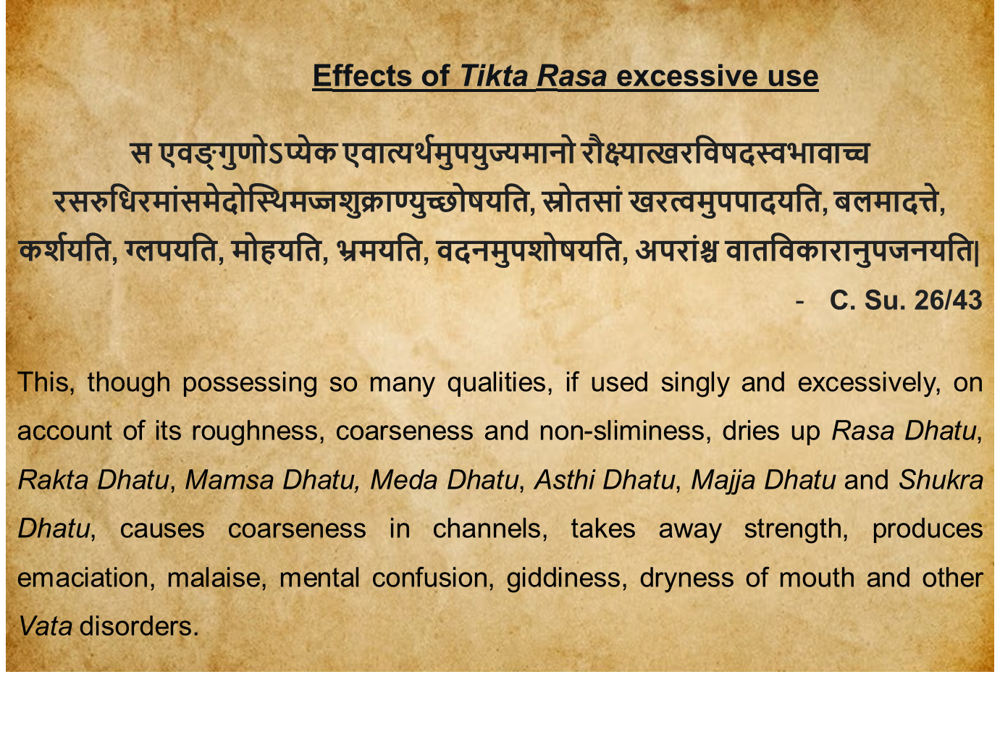 Effects of Tikta Rasa excessive use
स एवङ्गुणोऽप्येक एवात्यर्थमुपयुज्यमानो रौक्ष्यात्खरविषदस्वभावाच्च
रसरुधिरमांसमेदोस्थिमज्जशुक्राण्युच्छोषयति, स्रोतसां खरत्वमुपपादयति, बलमादत्ते,
कर्शयति, ग्लपयति, मोहयति, भ्रमयति, वदनमुपशोषयति, अपरांश्च वातविकारानुपजनयति|
- C. Su. 26/43
This, though possessing so many qualities, if used singly and excessively, on
account of its roughness, coarseness and non-sliminess, dries up Rasa Dhatu,
Rakta Dhatu, Mamsa Dhatu, Meda Dhatu, Asthi Dhatu, Majja Dhatu and Shukra
Dhatu, causes coarseness in channels, takes away strength, produces
emaciation, malaise, mental confusion, giddiness, dryness of mouth and other
Vata disorders.